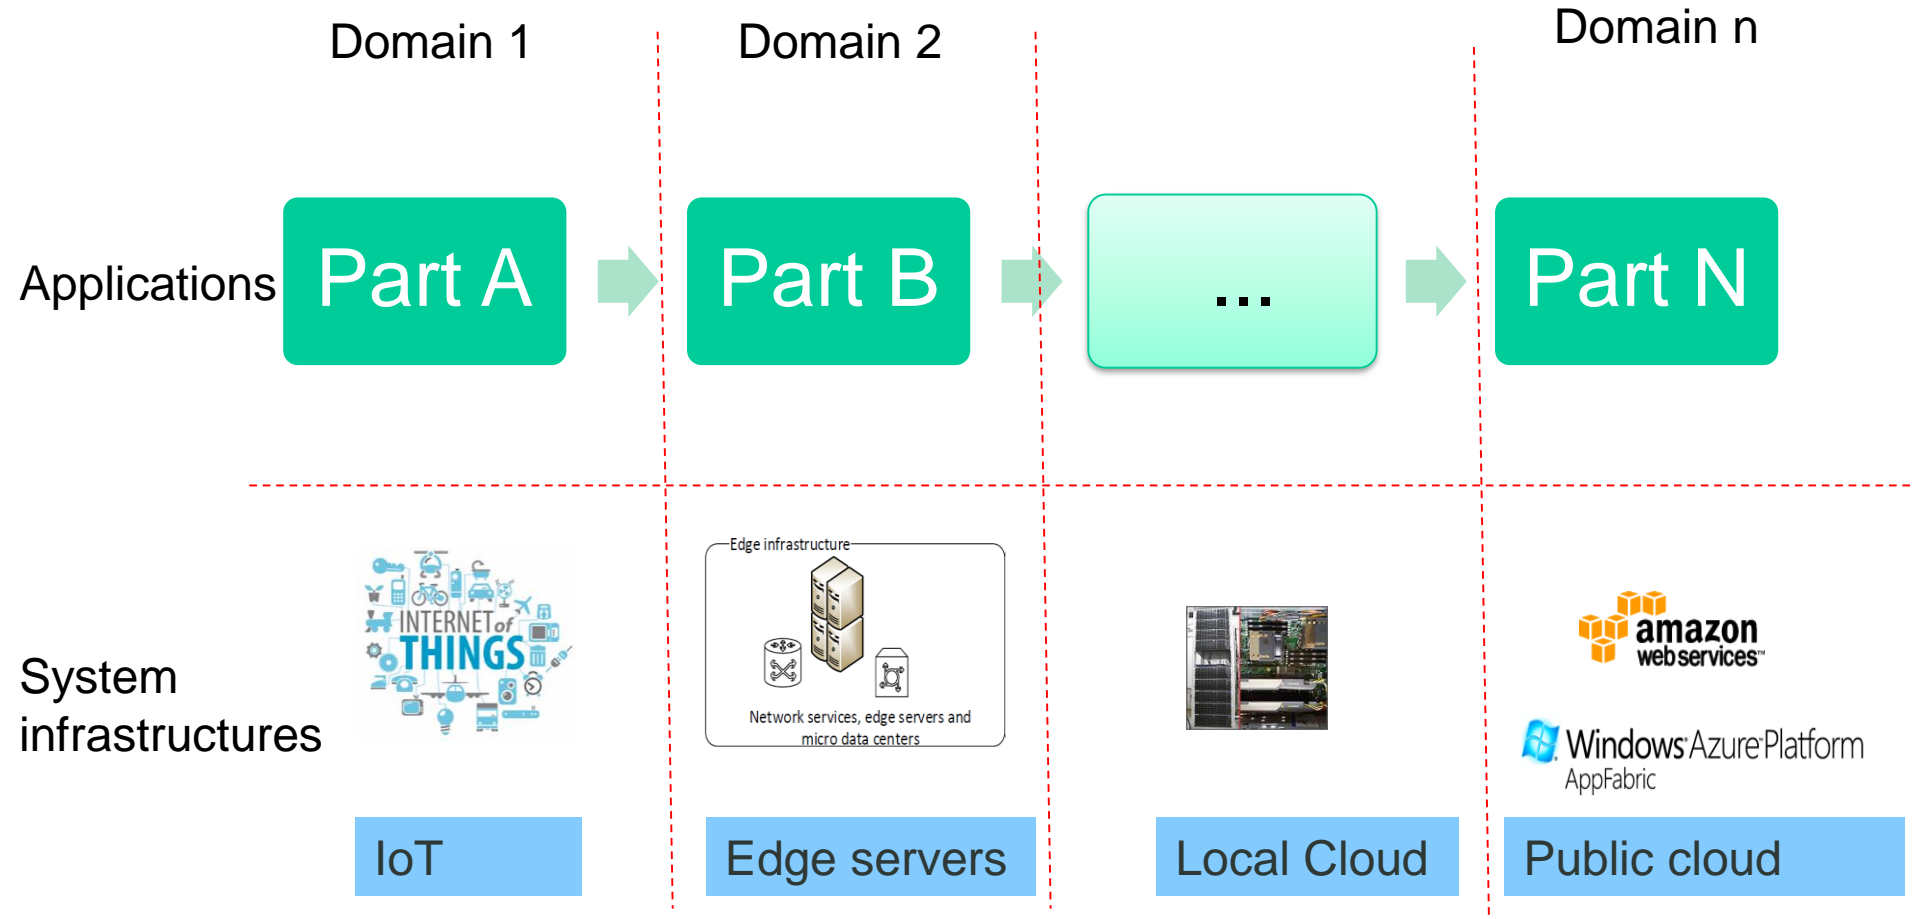 Domain 1
Domain 2
Domain n
Applications
Part A
Part B
...
Part N
System
infrastructures
INTERNET of
THINGS
Edge infrastructure
Network services, edge servers and
micro data centers
amazon
web services™
Windows Azure Platform
AppFabric
IoT
Edge servers
Local Cloud
Public cloud